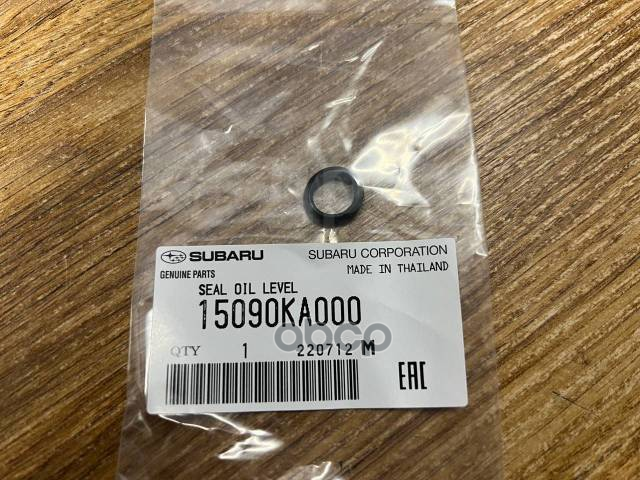 SUBARU SUBARU CORPORATION
GENUINE PARTS MADE IN THAILAND
SEAL OIL LEVEL
15090KA000
QTY 1 220712 M
EAC